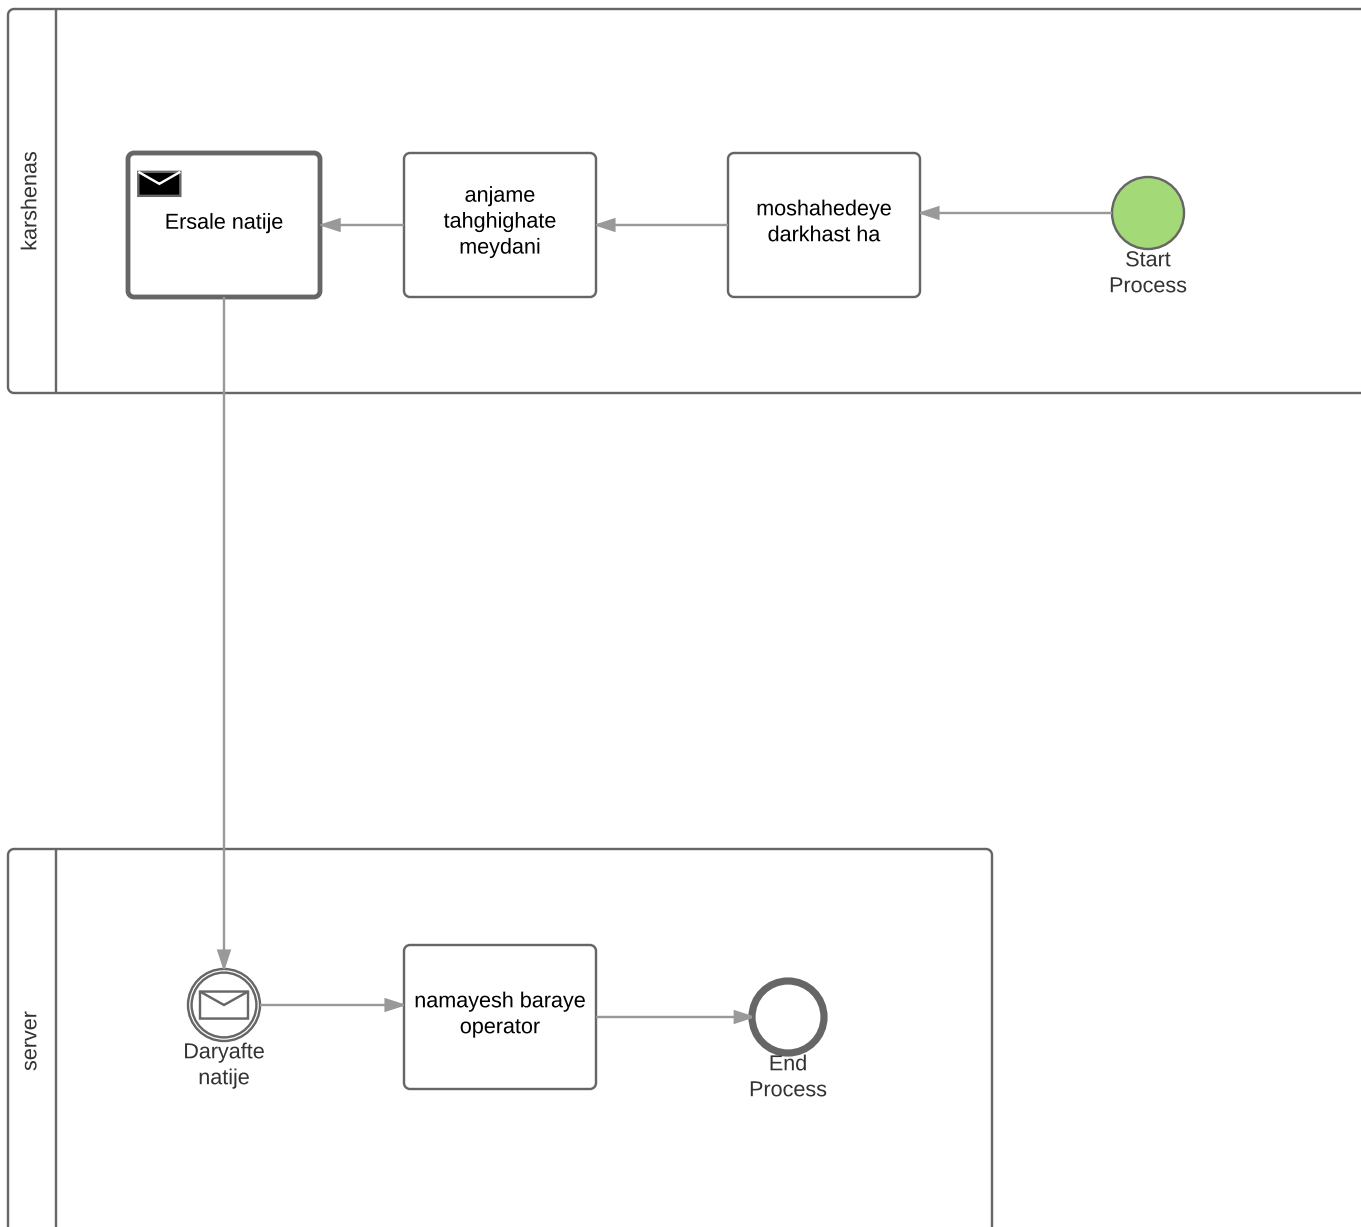 karshenas
Ersale natije
anjame
tahghighate
meydani
moshahedeye
darkhast ha
Start
Process
server
Daryafte
natije
namayesh baraye
operator
End
Process